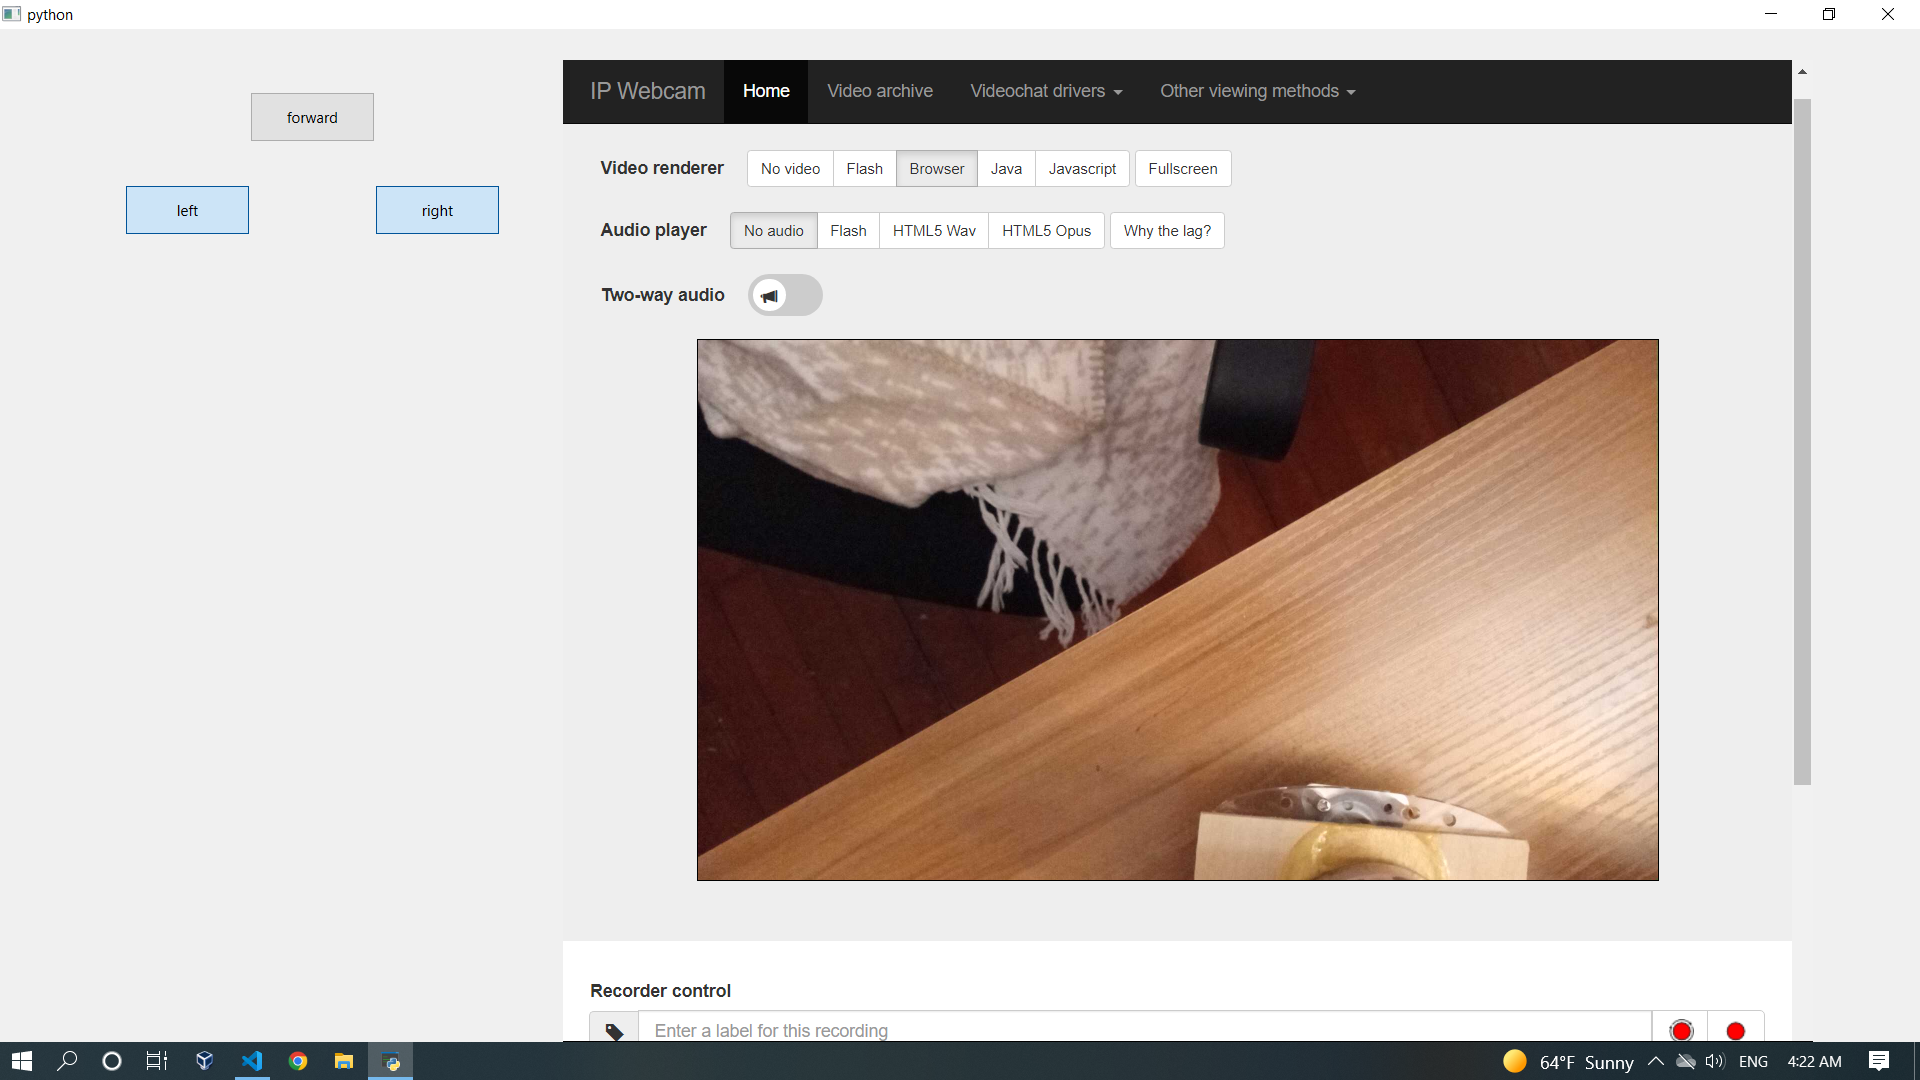 python
forward
left
right
IP Webcam Home Video archive Videochat drivers Other viewing methods
Video renderer No video Flash Browser Java Javascript Fullscreen
Audio player No audio Flash HTML5 Wav HTML5 Opus Why the lag?
Two-way audio
Recorder control
Enter a label for this recording
64°F Sunny ENG 4:22 AM